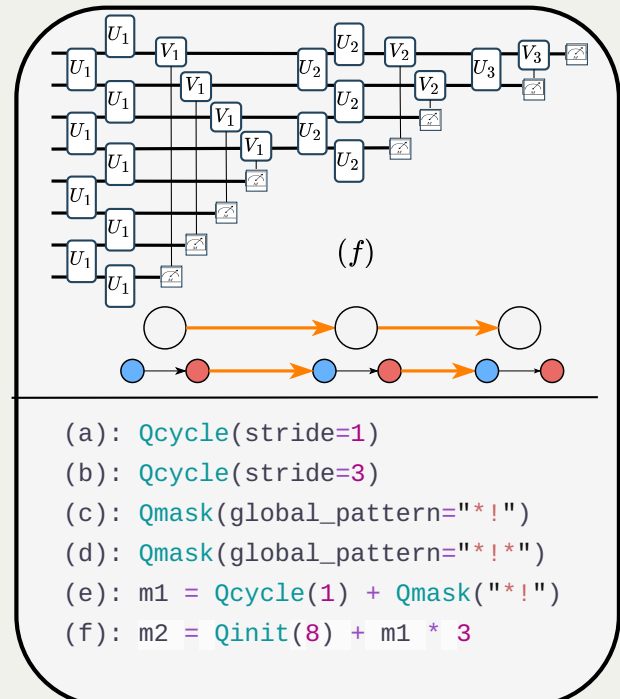 U1 U2
V1 V2 V3
U1 V1 U2 U3
U1 V2
U1 V1 U2
U1 U2
U1 V1
U1 U2
U1
U1
(f)
(a): Qcycle(stride=1)
(b): Qcycle(stride=3)
(c): Qmask(global_pattern="*!")
(d): Qmask(global_pattern="*!*")
(e): m1 = Qcycle(1) + Qmask("*!")
(f): m2 = Qinit(8) + m1 * 3